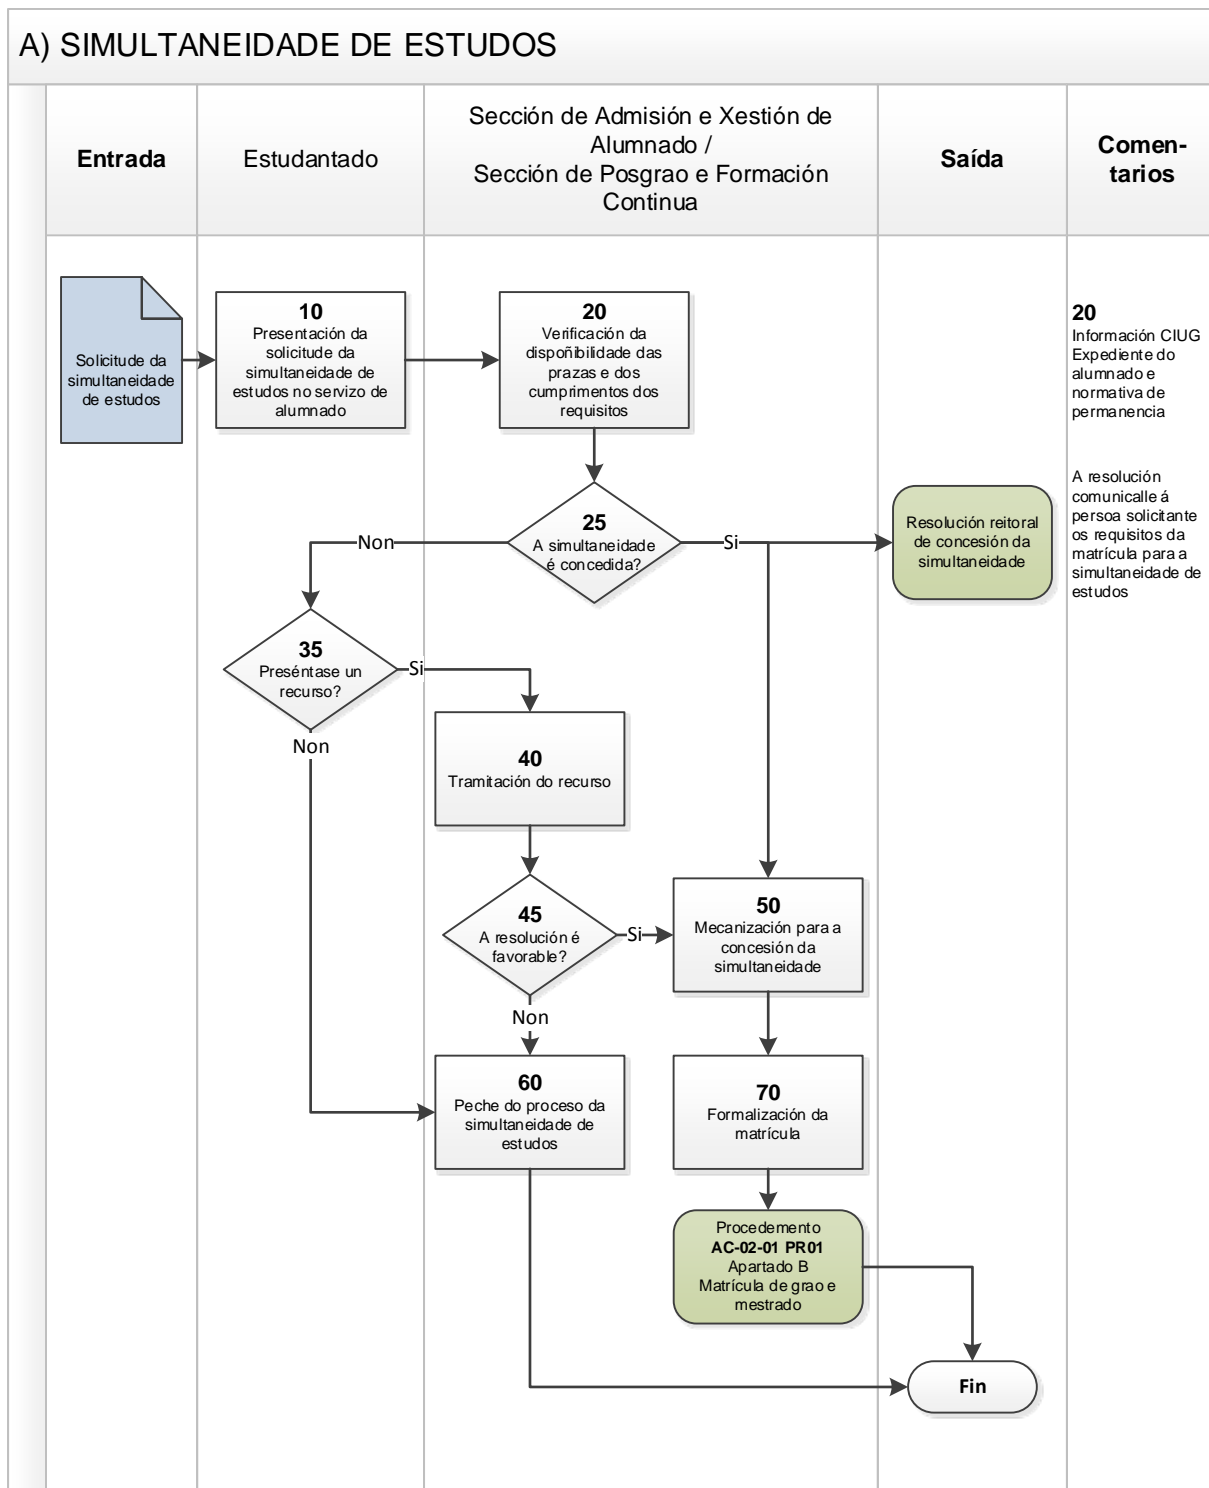 A) SIMULTANEIDADE DE ESTUDOS
Entrada
Estudantado
Sección de Admisión e Xestión de
Alumnado /
Sección de Posgrao e Formación
Continua
Saída
Comen-
tarios
Solicitude da
simultaneidade
de estudos
10
Presentación da
solicitude da
simultaneidade de
estudos no servizo de
alumnado
20
Verificación da
dispoñibilidade das
prazas e dos
cumprimentos dos
requisitos
20
Información CIUG
Expediente do
alumnado e
normativa de
permanencia
25
A simultaneidade
é concedida?
Non
Si
Resolución reitoral
de concesión da
simultaneidade
A resolución
comunicalle á
persoa solicitante
os requisitos da
matrícula para a
simultaneidade de
estudos
35
Preséntase un
recurso?
Si
Non
40
Tramitación do recurso
45
A resolución é
favorable?
Si
Non
50
Mecanización para a
concesión da
simultaneidade
60
Peche do proceso da
simultaneidade de
estudos
70
Formalización da
matrícula
Procedemento
AC-02-01 PR01
Apartado B
Matrícula de grao e
mestrado
Fin